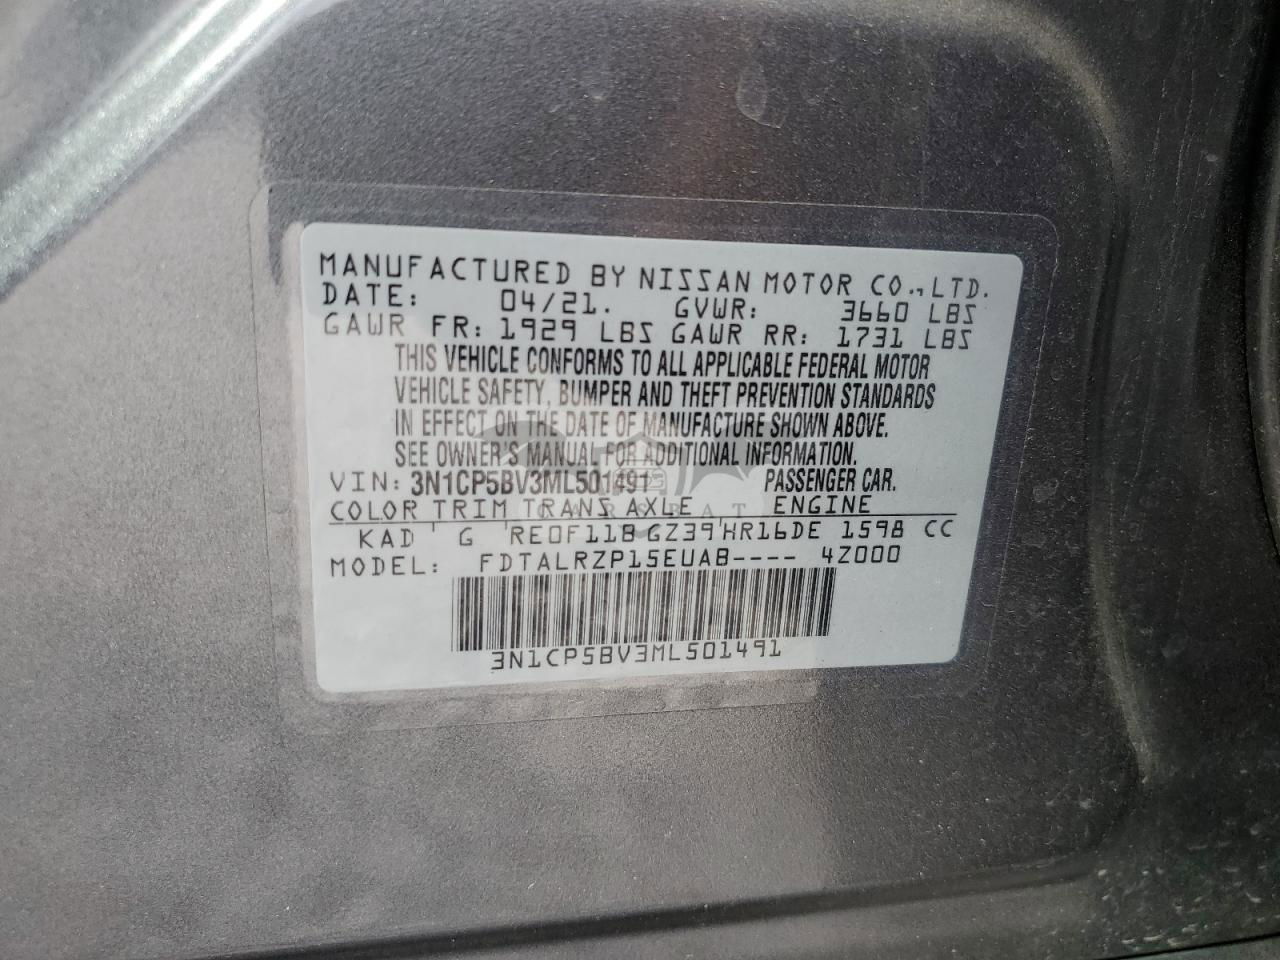 MANUFACTURED BY NISSAN MOTOR CO.,LTD.
DATE: 04/21. GVWR: 3660 LBS
GAWR FR: 1929 LBS GAWR RR: 1731 LBS
THIS VEHICLE CONFORMS TO ALL APPLICABLE FEDERAL MOTOR
VEHICLE SAFETY, BUMPER AND THEFT PREVENTION STANDARDS
IN EFFECT ON THE DATE OF MANUFACTURE SHOWN ABOVE.
SEE OWNER'S MANUAL FOR ADDITIONAL INFORMATION.
VIN: 3N1CP5BV3ML501491 PASSENGER CAR.
COLOR TRIM TRANS AXLE ENGINE
KAD G RE0F11B GZ39 HR16DE 1598 CC
MODEL: FDTALRZP15EUAB---- 4Z000
3N1CP5BV3ML501491